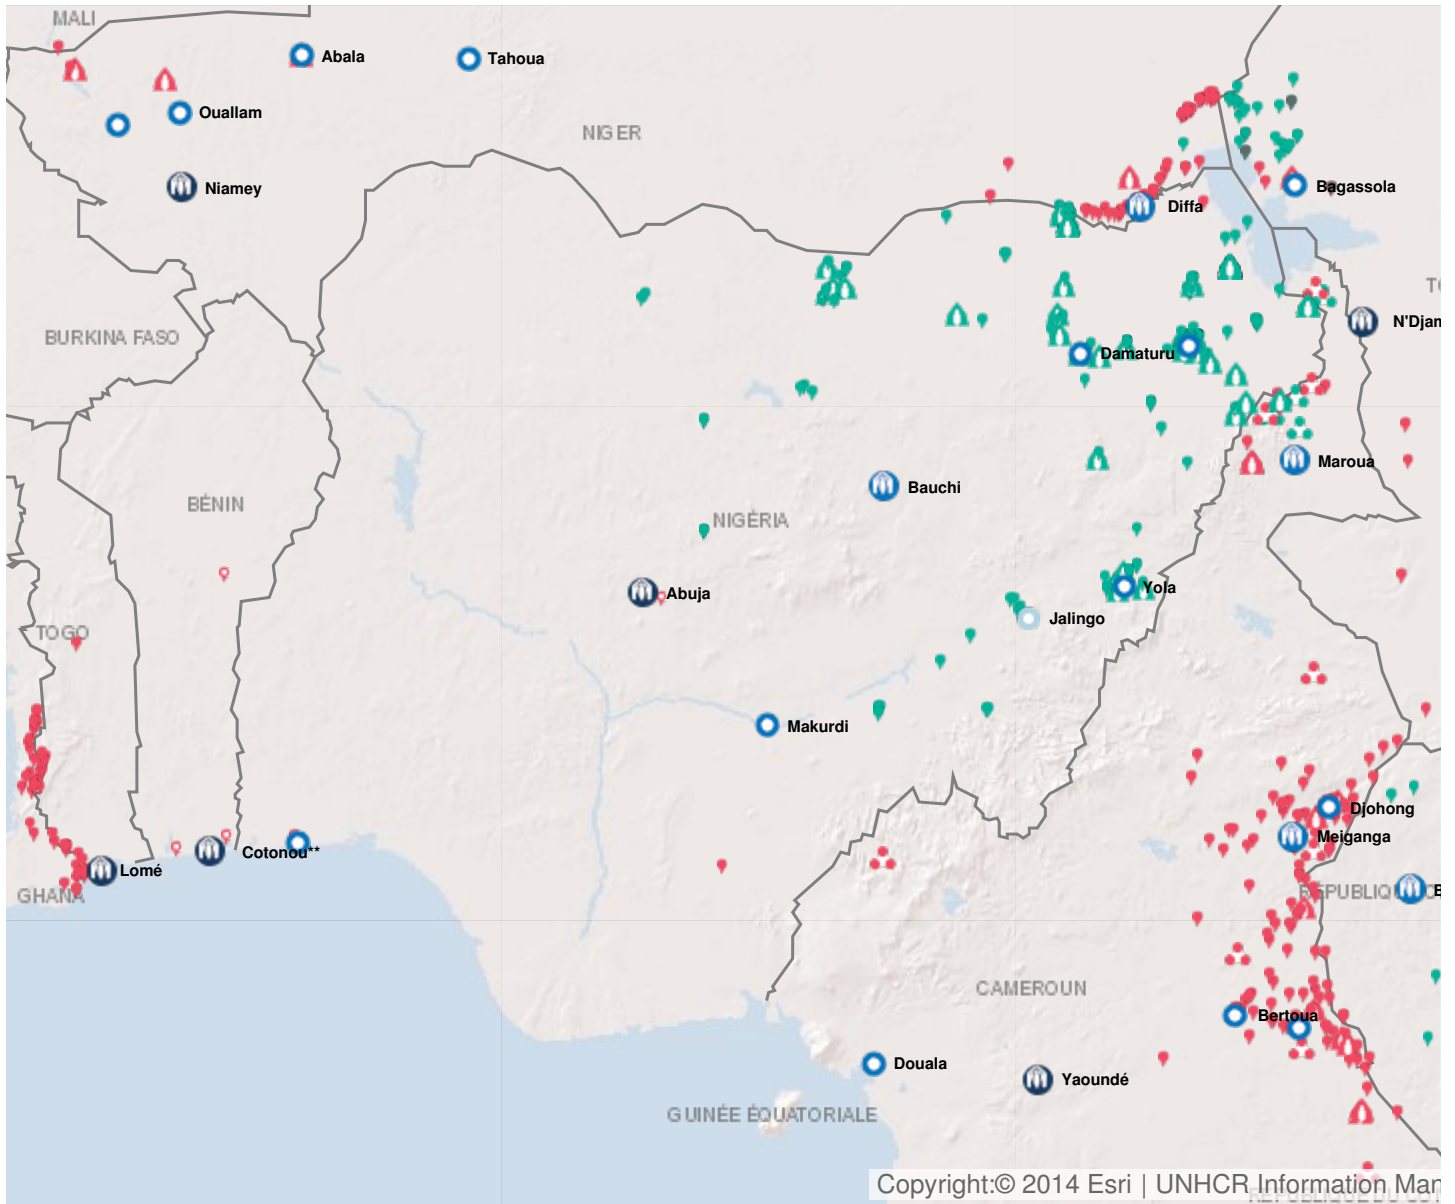 MALI
Abala
Tahoua
Ouallam
NIGER
Niamey
Bagassola
Diffa
BURKINA FASO
N'Djam
Damaturu
Maroua
Bauchi
BÉNIN
NIGÉRIA
Abuja
Yola
Jalingo
TOGO
Makurdi
Djohong
Meiganga
Cotonou**
Lomé
GHANA
CAMEROUN
Bertoua
Douala
Yaoundé
GUINÉE ÉQUATORIALE
Copyright:© 2014 Esri | UNHCR Information Man